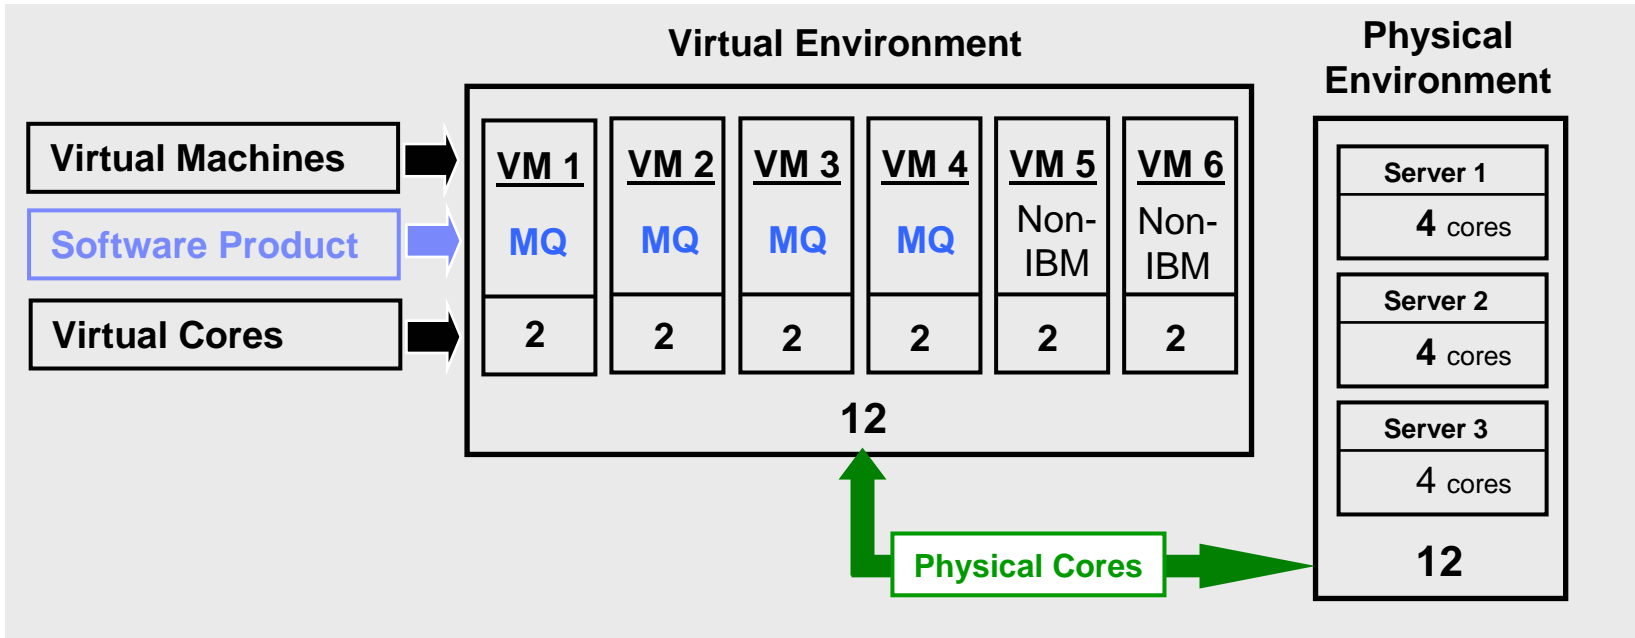 Virtual Environment
Physical
Environment
Virtual Machines
Software Product
Virtual Cores
VM 1
MQ
2
VM 2
MQ
2
VM 3
MQ
2
VM 4
MQ
2
VM 5
Non-
IBM
2
VM 6
Non-
IBM
2
12
Physical Cores
Server 1
4 cores
Server 2
4 cores
Server 3
4 cores
12